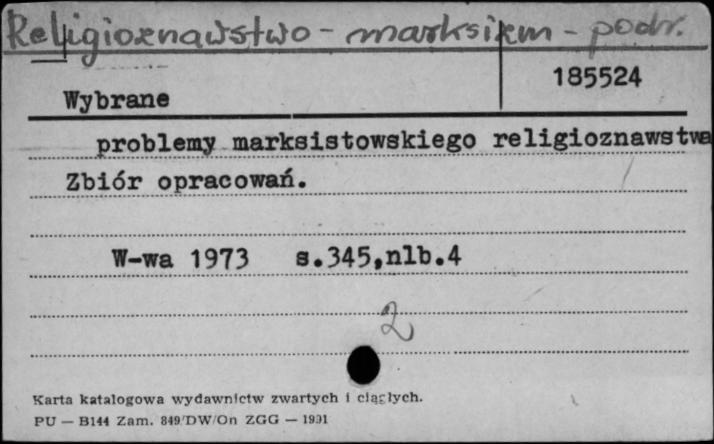 Religioznawstwo - marksizm - podr.
185524
Wybrane
problemy marksistowskiego religioznawstwa
Zbiór opracowań.
W-wa 1973 s.345,nlb.4
2
Karta katalogowa wydawnictw zwartych i ciągłych.
PU — B144 Zam. 849/DW/On ZGG — 1991